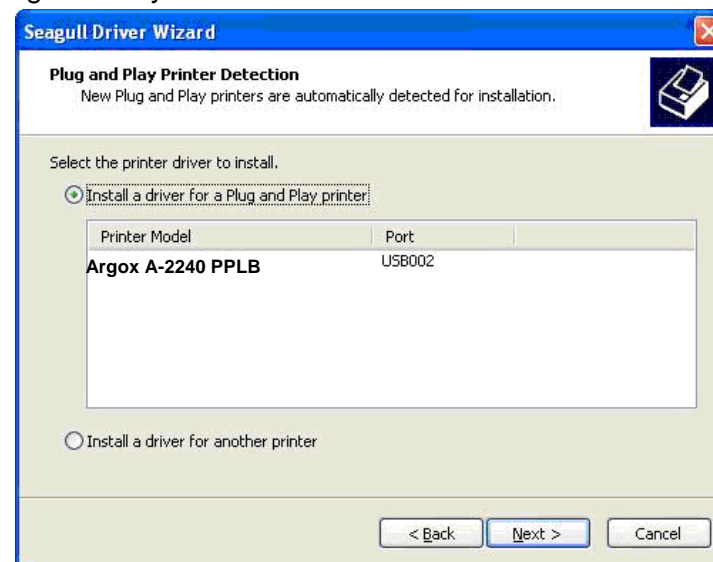 Seagull Driver Wizard
Plug and Play Printer Detection
New Plug and Play printers are automatically detected for installation.
Select the printer driver to install.
Install a driver for a Plug and Play printer
Printer Model Port
Argox A-2240 PPLB USB002
Install a driver for another printer
< Back Next > Cancel